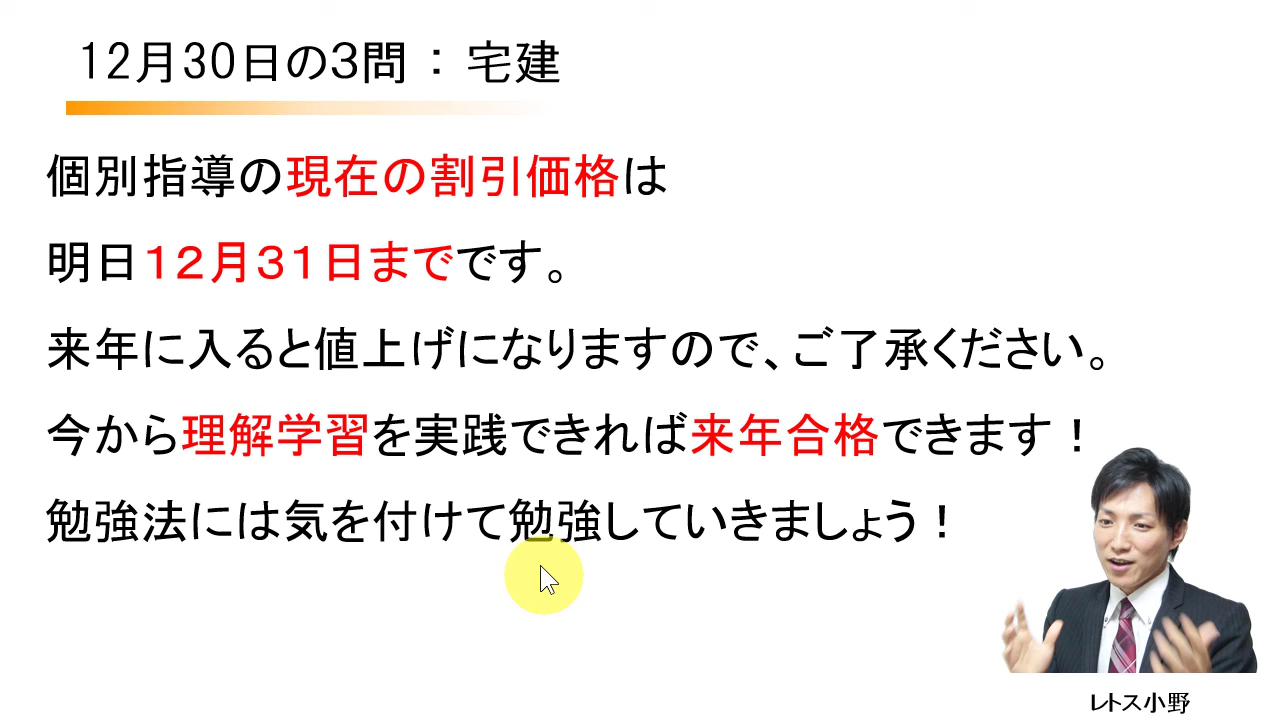 12月30日の３問 ： 宅建
個別指導の現在の割引価格は
明日１２月３１日までです。
来年に入ると値上げになりますので、ご了承ください。
今から理解学習を実践できれば来年合格できます！
勉強法には気を付けて勉強していきましょう！
レトス小野